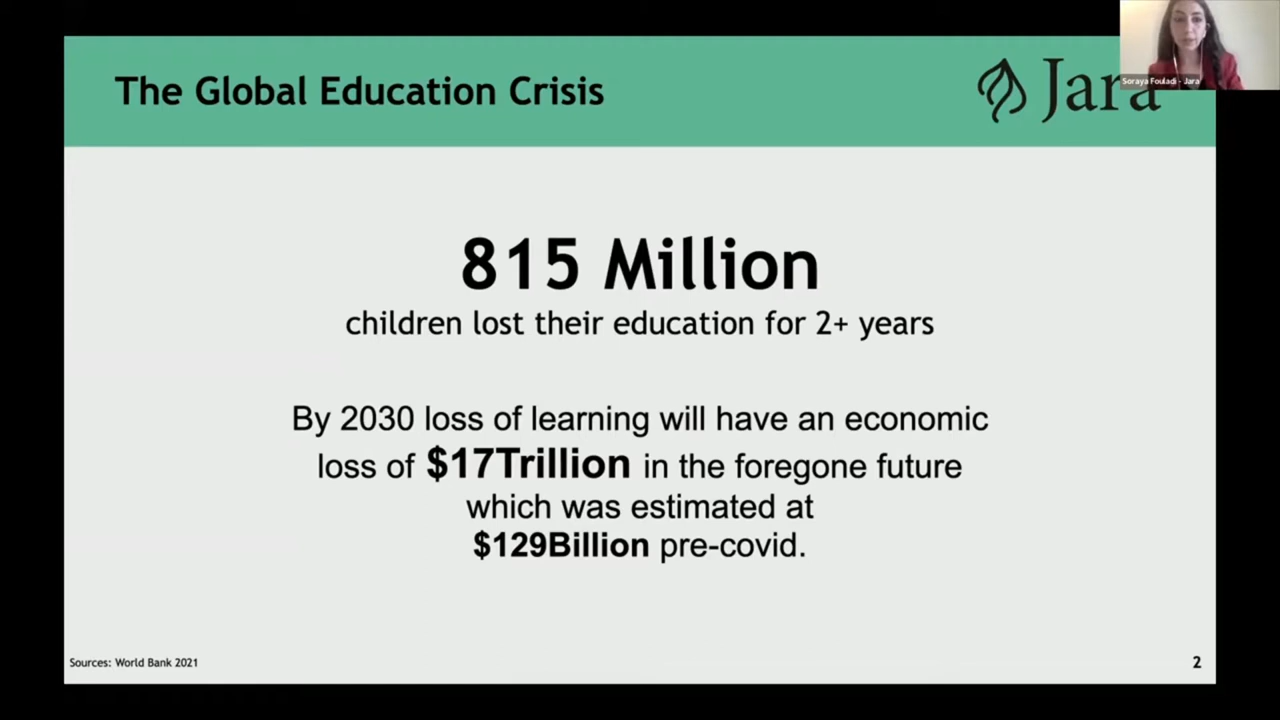 The Global Education Crisis
Jara
Soraya Fouladi - Jara
815 Million
children lost their education for 2+ years
By 2030 loss of learning will have an economic
loss of $17Trillion in the foregone future
which was estimated at
$129Billion pre-covid.
Sources: World Bank 2021
2